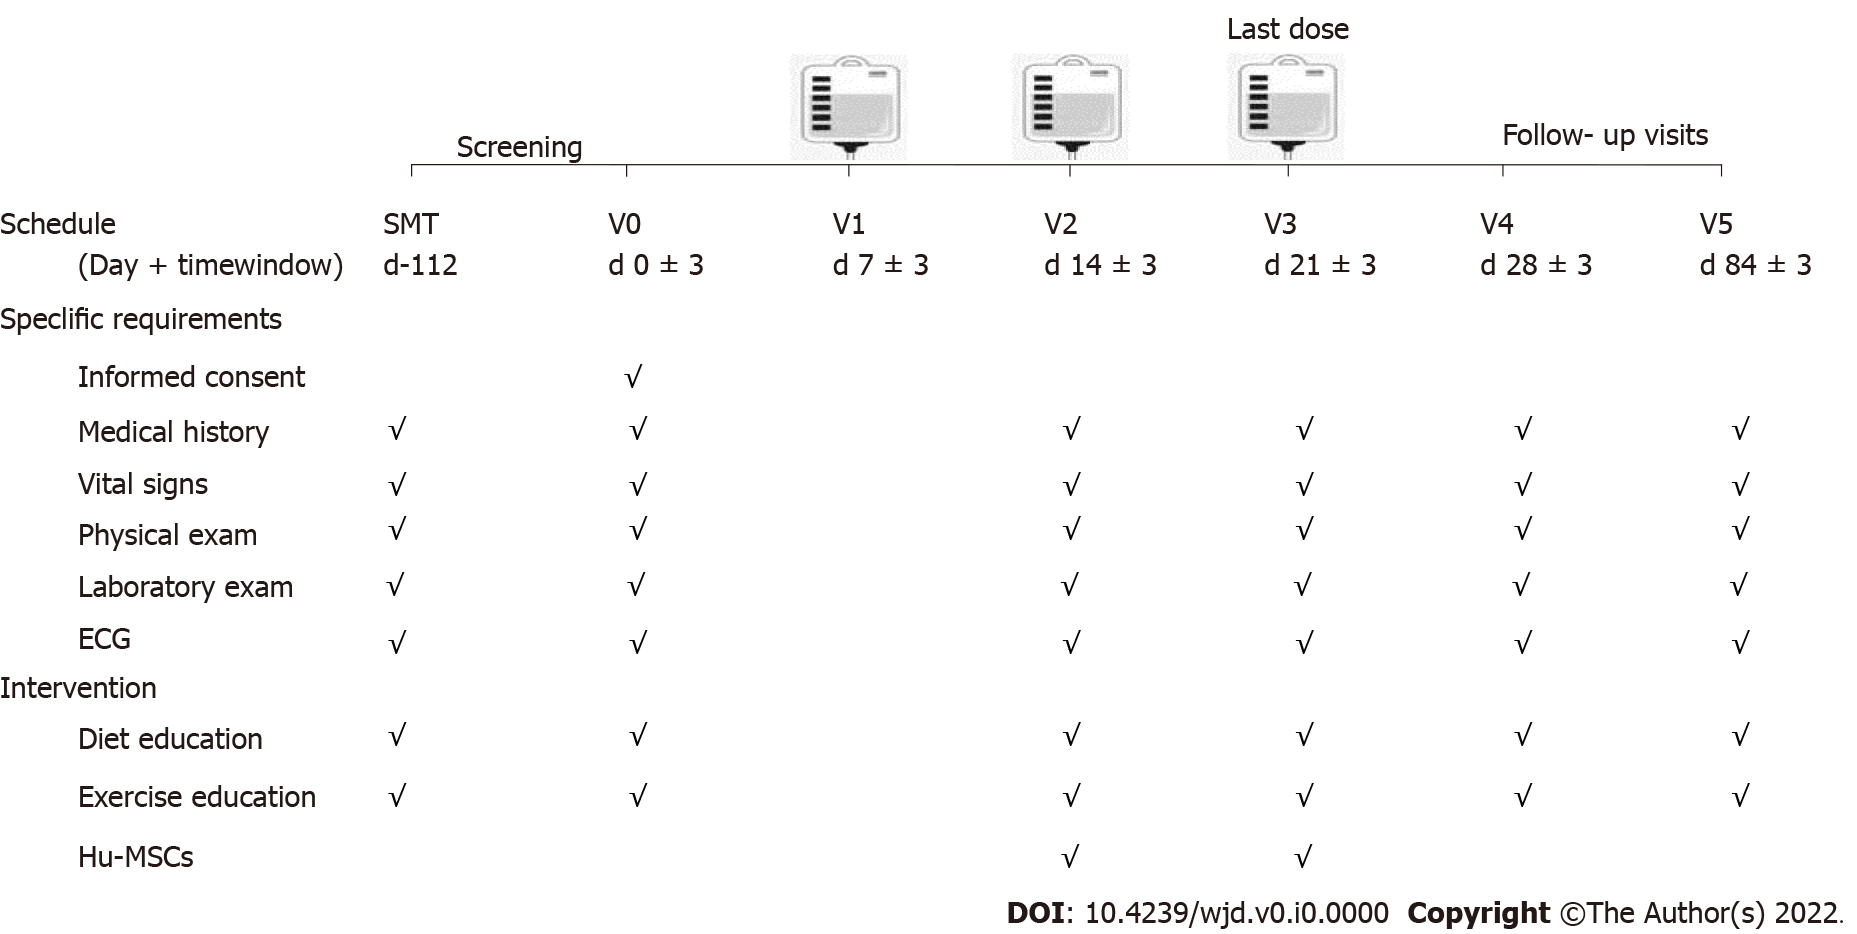 Last dose
Screening
Follow- up visits
Schedule SMT V0 V1 V2 V3 V4 V5
(Day + timewindow) d-112 d 0 ± 3 d 7 ± 3 d 14 ± 3 d 21 ± 3 d 28 ± 3 d 84 ± 3
Speclific requirements
Informed consent √
Medical history √ √ √ √ √ √
Vital signs √ √ √ √ √ √
Physical exam √ √ √ √ √ √
Laboratory exam √ √ √ √ √ √
ECG √ √ √ √ √ √
Intervention
Diet education √ √ √ √ √ √
Exercise education √ √ √ √ √ √
Hu-MSCs √ √
DOI: 10.4239/wjd.v0.i0.0000 Copyright ©The Author(s) 2022.